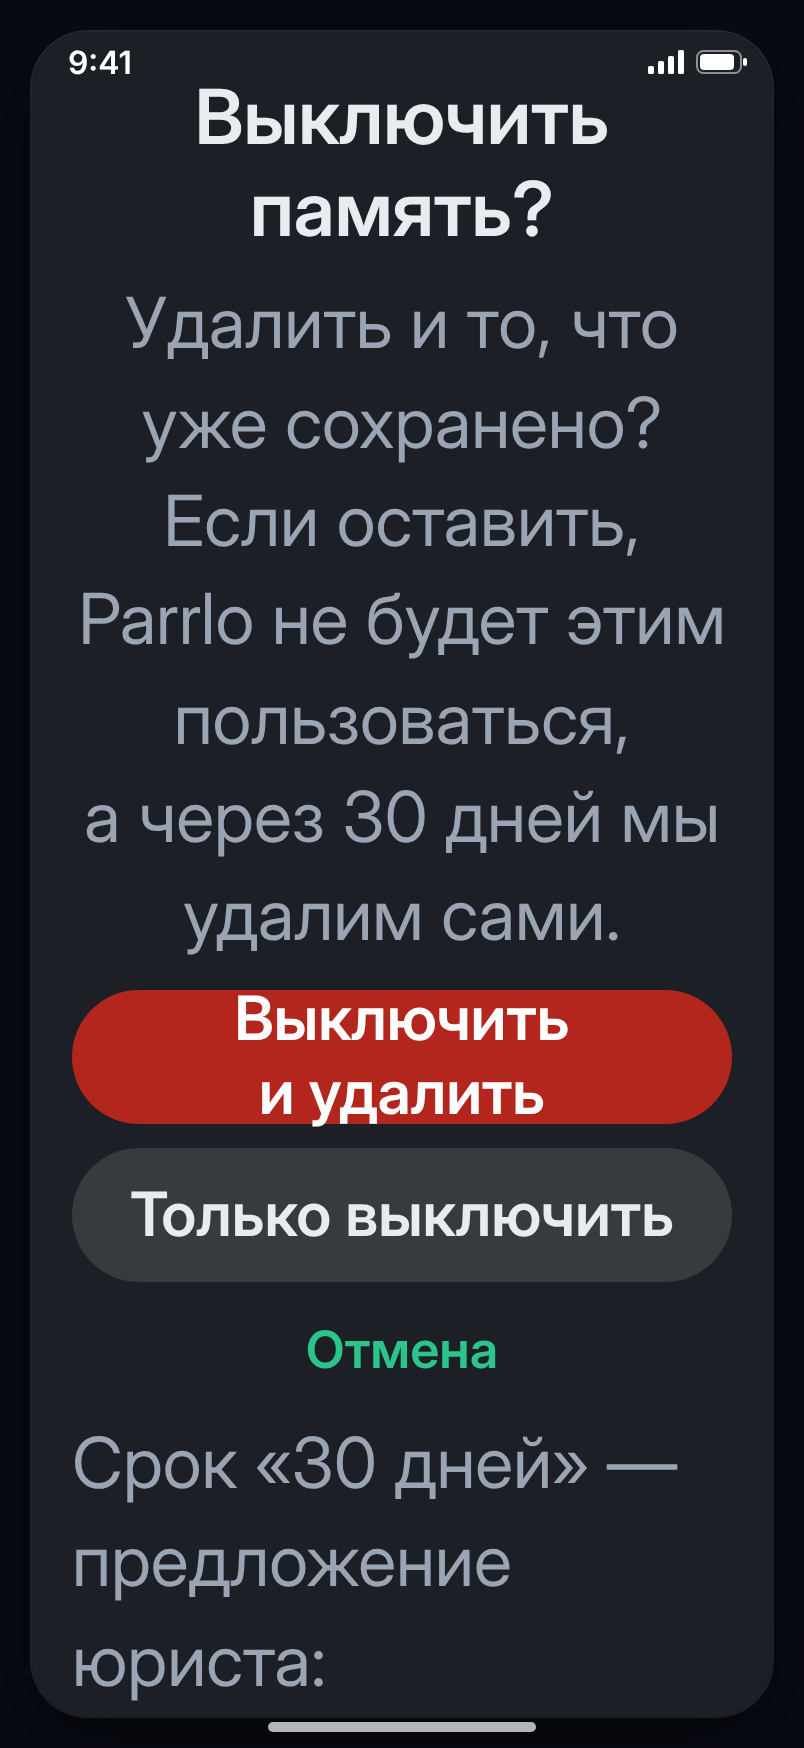 9:41
Выключить
память?
Удалить и то, что
уже сохранено?
Если оставить,
Parrlo не будет этим
пользоваться,
а через 30 дней мы
удалим сами.
Выключить
и удалить
Только выключить
Отмена
Срок «30 дней» —
предложение
юриста: